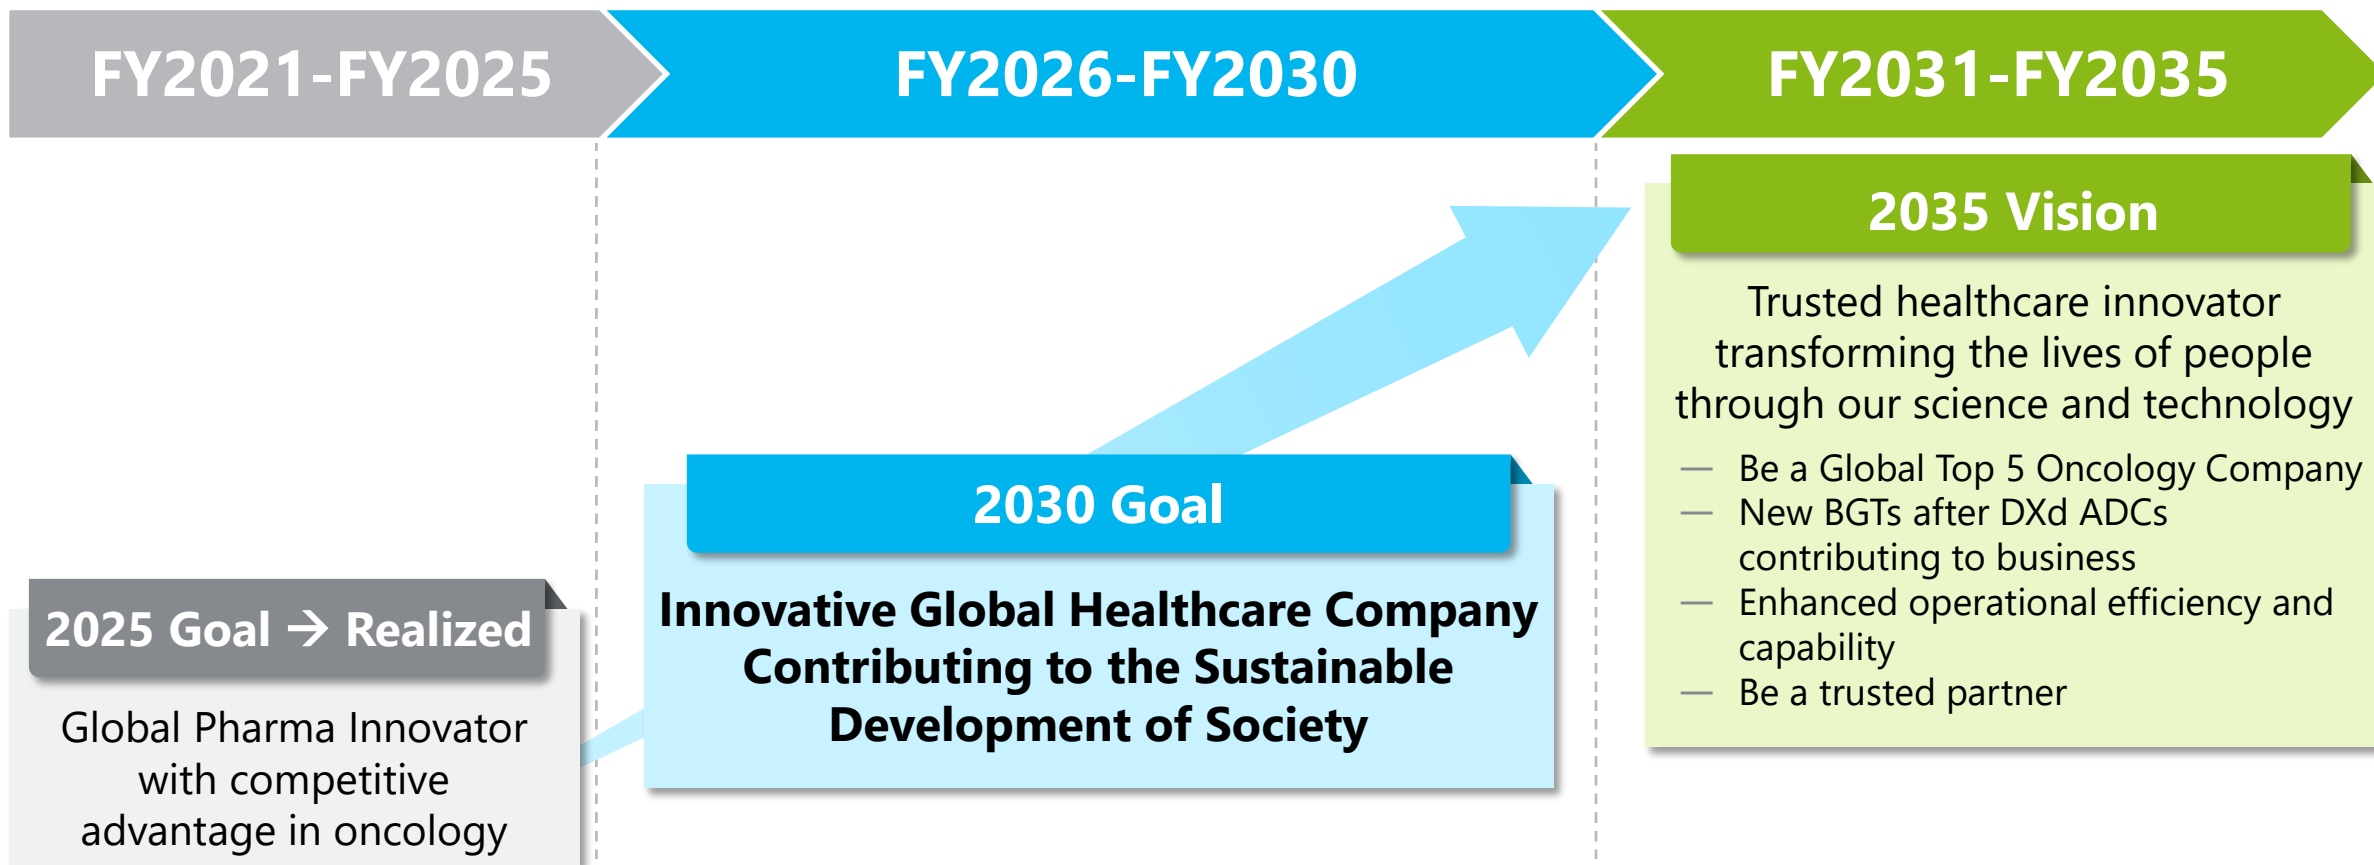 FY2021-FY2025
FY2026-FY2030
FY2031-FY2035
2025 Goal → Realized
Global Pharma Innovator
with competitive
advantage in oncology
2030 Goal
Innovative Global Healthcare Company
Contributing to the Sustainable
Development of Society
2035 Vision
Trusted healthcare innovator
transforming the lives of people
through our science and technology
— Be a Global Top 5 Oncology Company
— New BGTs after DXd ADCs
contributing to business
— Enhanced operational efficiency and
capability
— Be a trusted partner